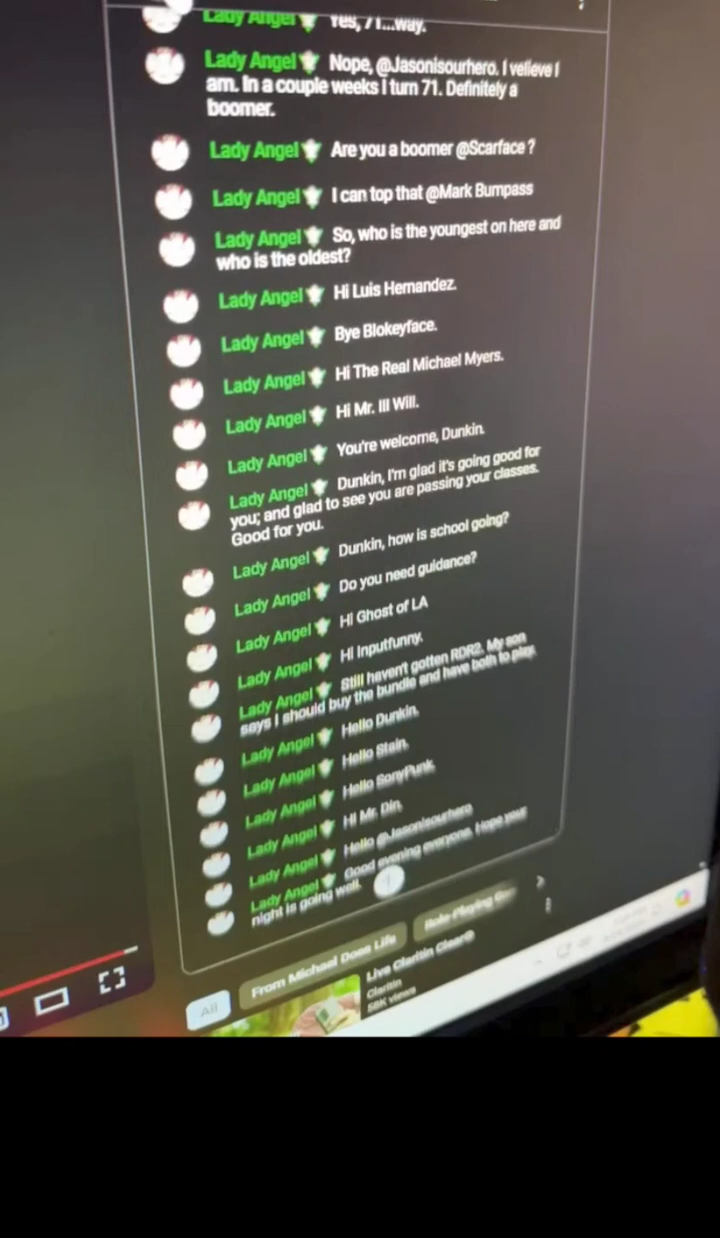 Lady Angel Yes, 71...way.
Lady Angel Nope, @Jasonisourhero. I velieve I
am. In a couple weeks I turn 71. Definitely a
boomer.
Lady Angel Are you a boomer @Scarface ?
Lady Angel I can top that @Mark Bumpass
Lady Angel So, who is the youngest on here and
who is the oldest?
Lady Angel Hi Luis Hernandez.
Lady Angel Bye Blokeyface.
Lady Angel Hi The Real Michael Myers.
Lady Angel Hi Mr. Ill Will.
Lady Angel You're welcome, Dunkin.
Lady Angel Dunkin, I'm glad it's going good for
you; and glad to see you are passing your classes.
Good for you.
Lady Angel Dunkin, how is school going?
Lady Angel Do you need guidance?
Lady Angel Hi Ghost of LA
Lady Angel Hi Inputfunny.
Lady Angel Still haven't gotten RDR2. My son
says I should buy the bundle and have both to play.
Lady Angel Hello Dunkin.
Lady Angel Hello Stain.
Lady Angel Hello SonyPunk.
Lady Angel Hi Mr. Din.
Lady Angel Hello @Jasonisourhero
Lady Angel Good evening everyone. Hope your
night is going well.
All
From Michael Does Life
Role-Playing
Live Claritin Clear®
Claritin
58K views